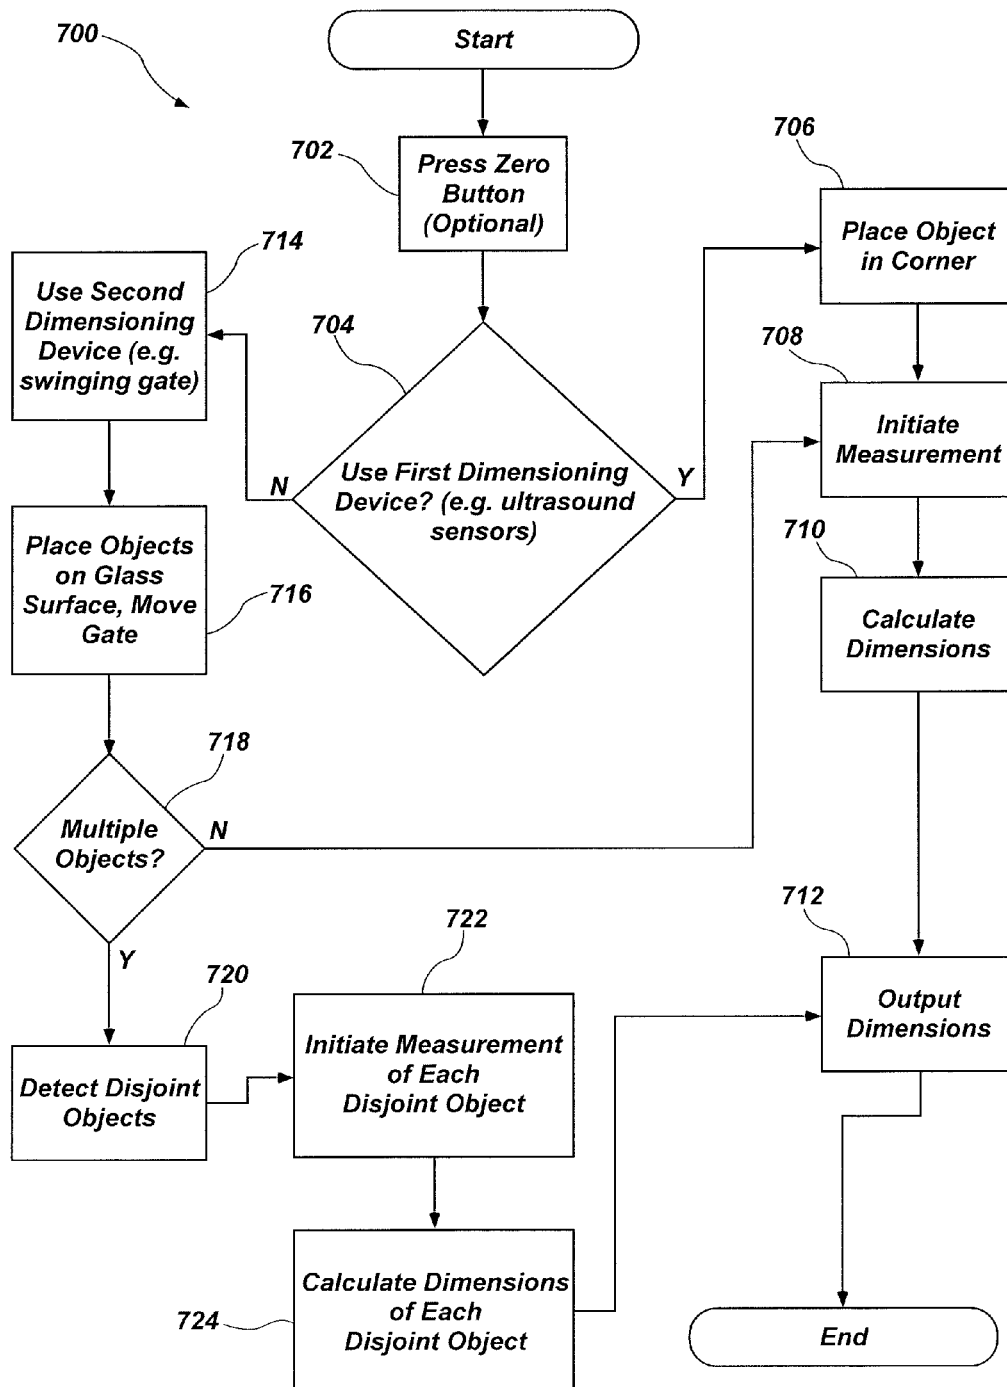 700
Start
702
Press Zero
Button
(Optional)
706
Place Object
in Corner
714
Use Second
Dimensioning
Device (e.g.
swinging gate)
704
Use First Dimensioning
Device? (e.g. ultrasound
sensors)
N
Y
708
Initiate
Measurement
710
Calculate
Dimensions
Place Objects
on Glass
Surface, Move
Gate
716
718
Multiple
Objects?
N
Y
712
Output
Dimensions
720
Detect Disjoint
Objects
722
Initiate Measurement
of Each
Disjoint Object
724
Calculate Dimensions
of Each
Disjoint Object
End